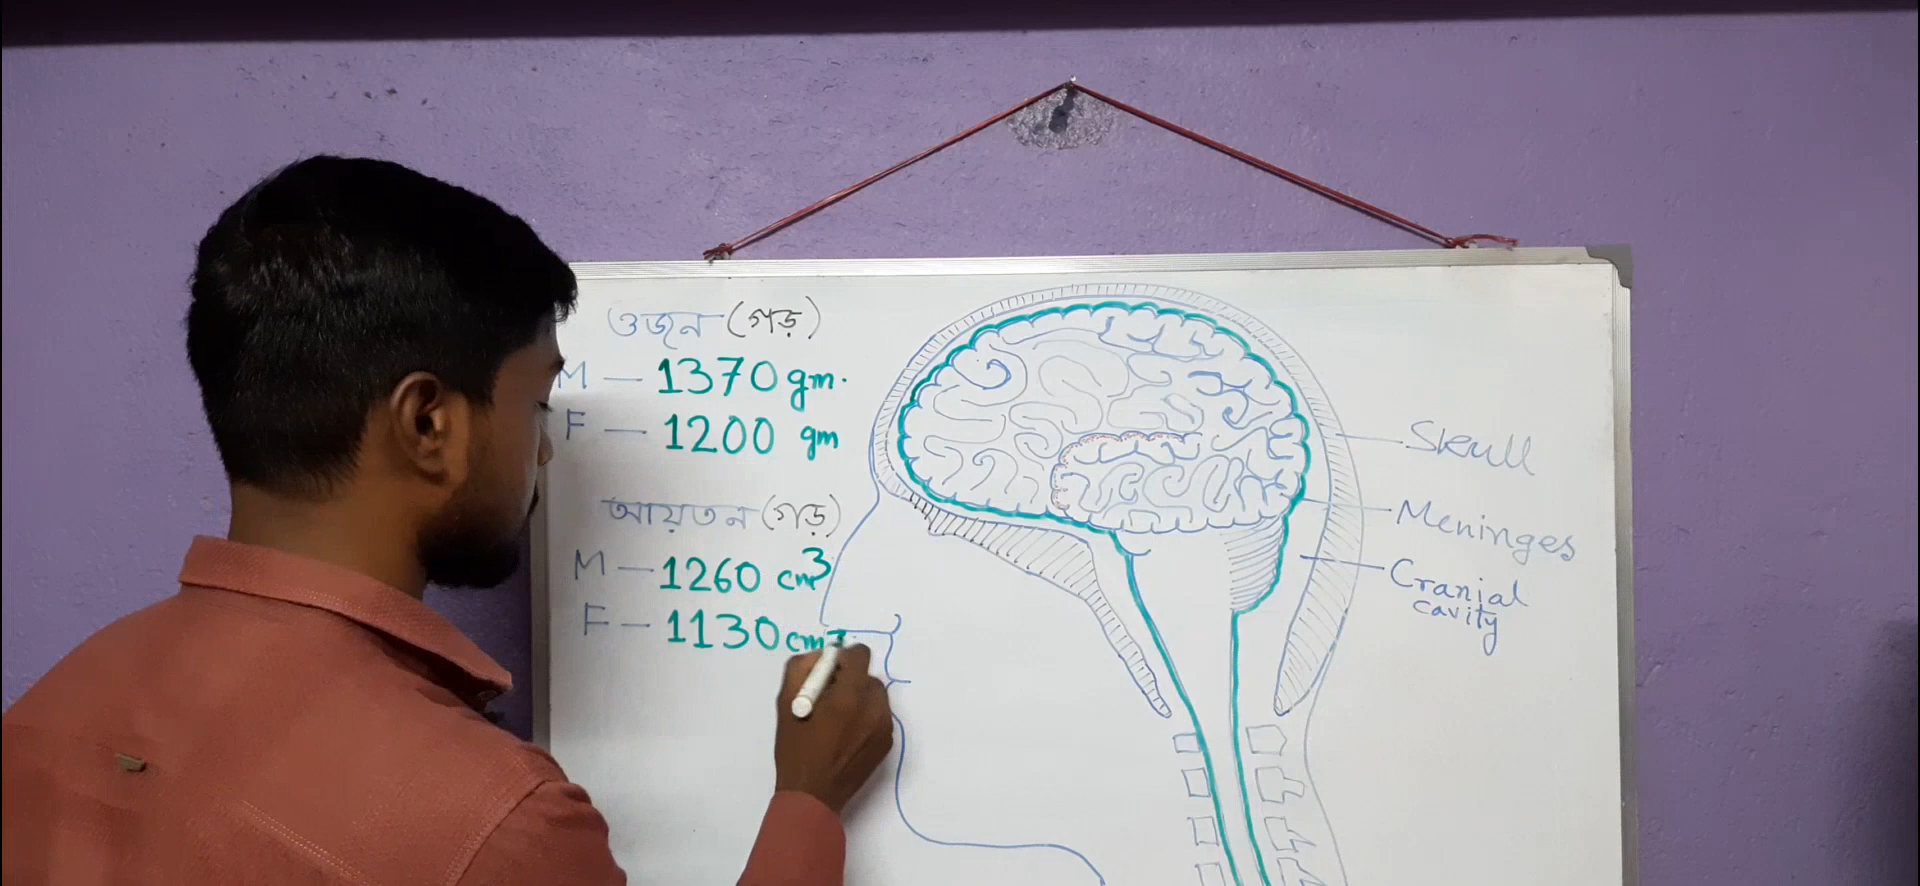 ওজন (গড়)
M — 1370 gm.
F — 1200 gm
আয়তন (গড়)
M — 1260 cm³
F — 1130 cm
Skull
Meninges
Cranial
cavity